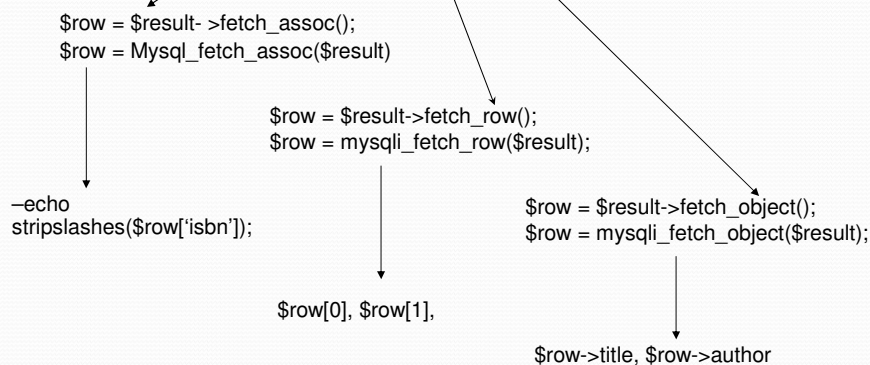 $row = $result- >fetch_assoc();
$row = Mysql_fetch_assoc($result)
$row = $result->fetch_row();
$row = mysqli_fetch_row($result);
–echo
stripslashes($row[‘isbn’]);
$row = $result->fetch_object();
$row = mysqli_fetch_object($result);
$row[0], $row[1],
$row->title, $row->author